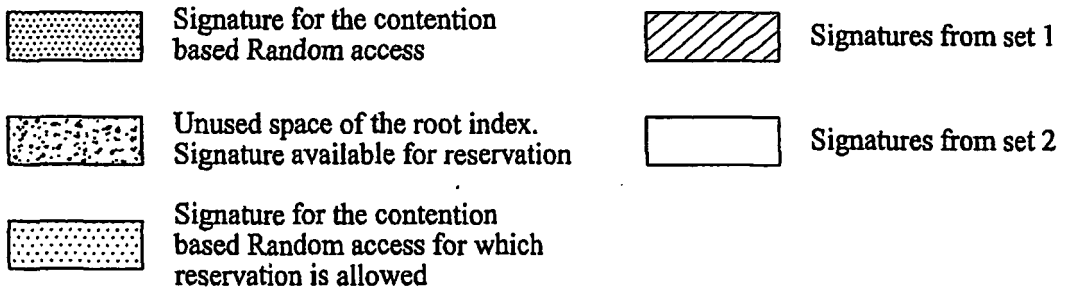 Signature for the contention
based Random access
Signatures from set 1
Unused space of the root index.
Signature available for reservation
Signatures from set 2
Signature for the contention
based Random access for which
reservation is allowed